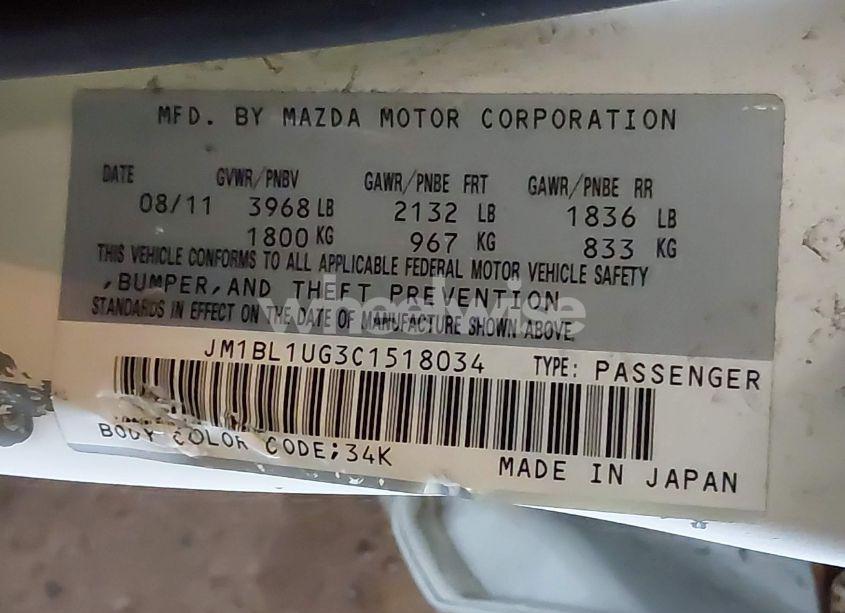 MFD. BY MAZDA MOTOR CORPORATION
DATE GVWR/PNBV GAWR/PNBE FRT GAWR/PNBE RR
08/11 3968 LB 2132 LB 1836 LB
1800 KG 967 KG 833 KG
THIS VEHICLE CONFORMS TO ALL APPLICABLE FEDERAL MOTOR VEHICLE SAFETY
,BUMPER,AND THEFT PREVENTION
STANDARDS IN EFFECT ON THE DATE OF MANUFACTURE SHOWN ABOVE.
wheelwise
JM1BL1UG3C1518034 TYPE: PASSENGER
BODY COLOR CODE;34K
MADE IN JAPAN